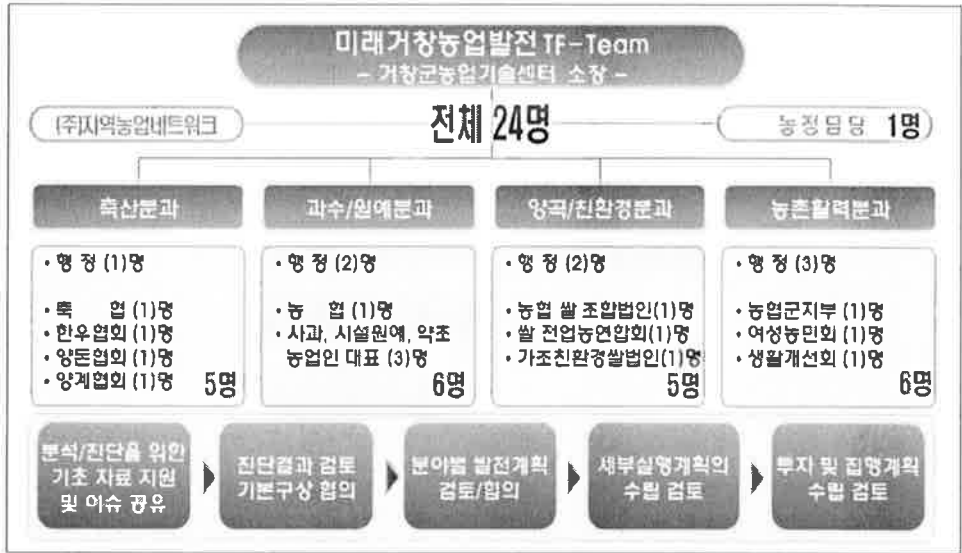 미래거창농업발전 TF-Team
- 거창군농업기술센터 소장 -
(주)지역농업네트워크
전체 24명
농정담당 1명
축산분과
과수/원예분과
양곡/친환경분과
농촌활력분과
• 행 정 (1)명
• 축 협 (1)명
• 한우협회 (1)명
• 양돈협회 (1)명
• 양계협회 (1)명
5명
• 행 정 (2)명
• 농 협 (1)명
• 사과, 시설원예, 약초
농업인 대표 (3)명
6명
• 행 정 (2)명
• 농협 쌀 조합법인(1)명
• 쌀 전업농연합회(1)명
• 가조친환경쌀법인(1)명
5명
• 행 정 (3)명
• 농협군지부 (1)명
• 여성농민회 (1)명
• 생활개선회 (1)명
6명
분석/진단을 위한
기초 자료 지원
및 이슈 공유
진단결과 검토
기본구상 협의
분야별 발전계획
검토/협의
세부실행계획의
수립 검토
투자 및 집행계획
수립 검토